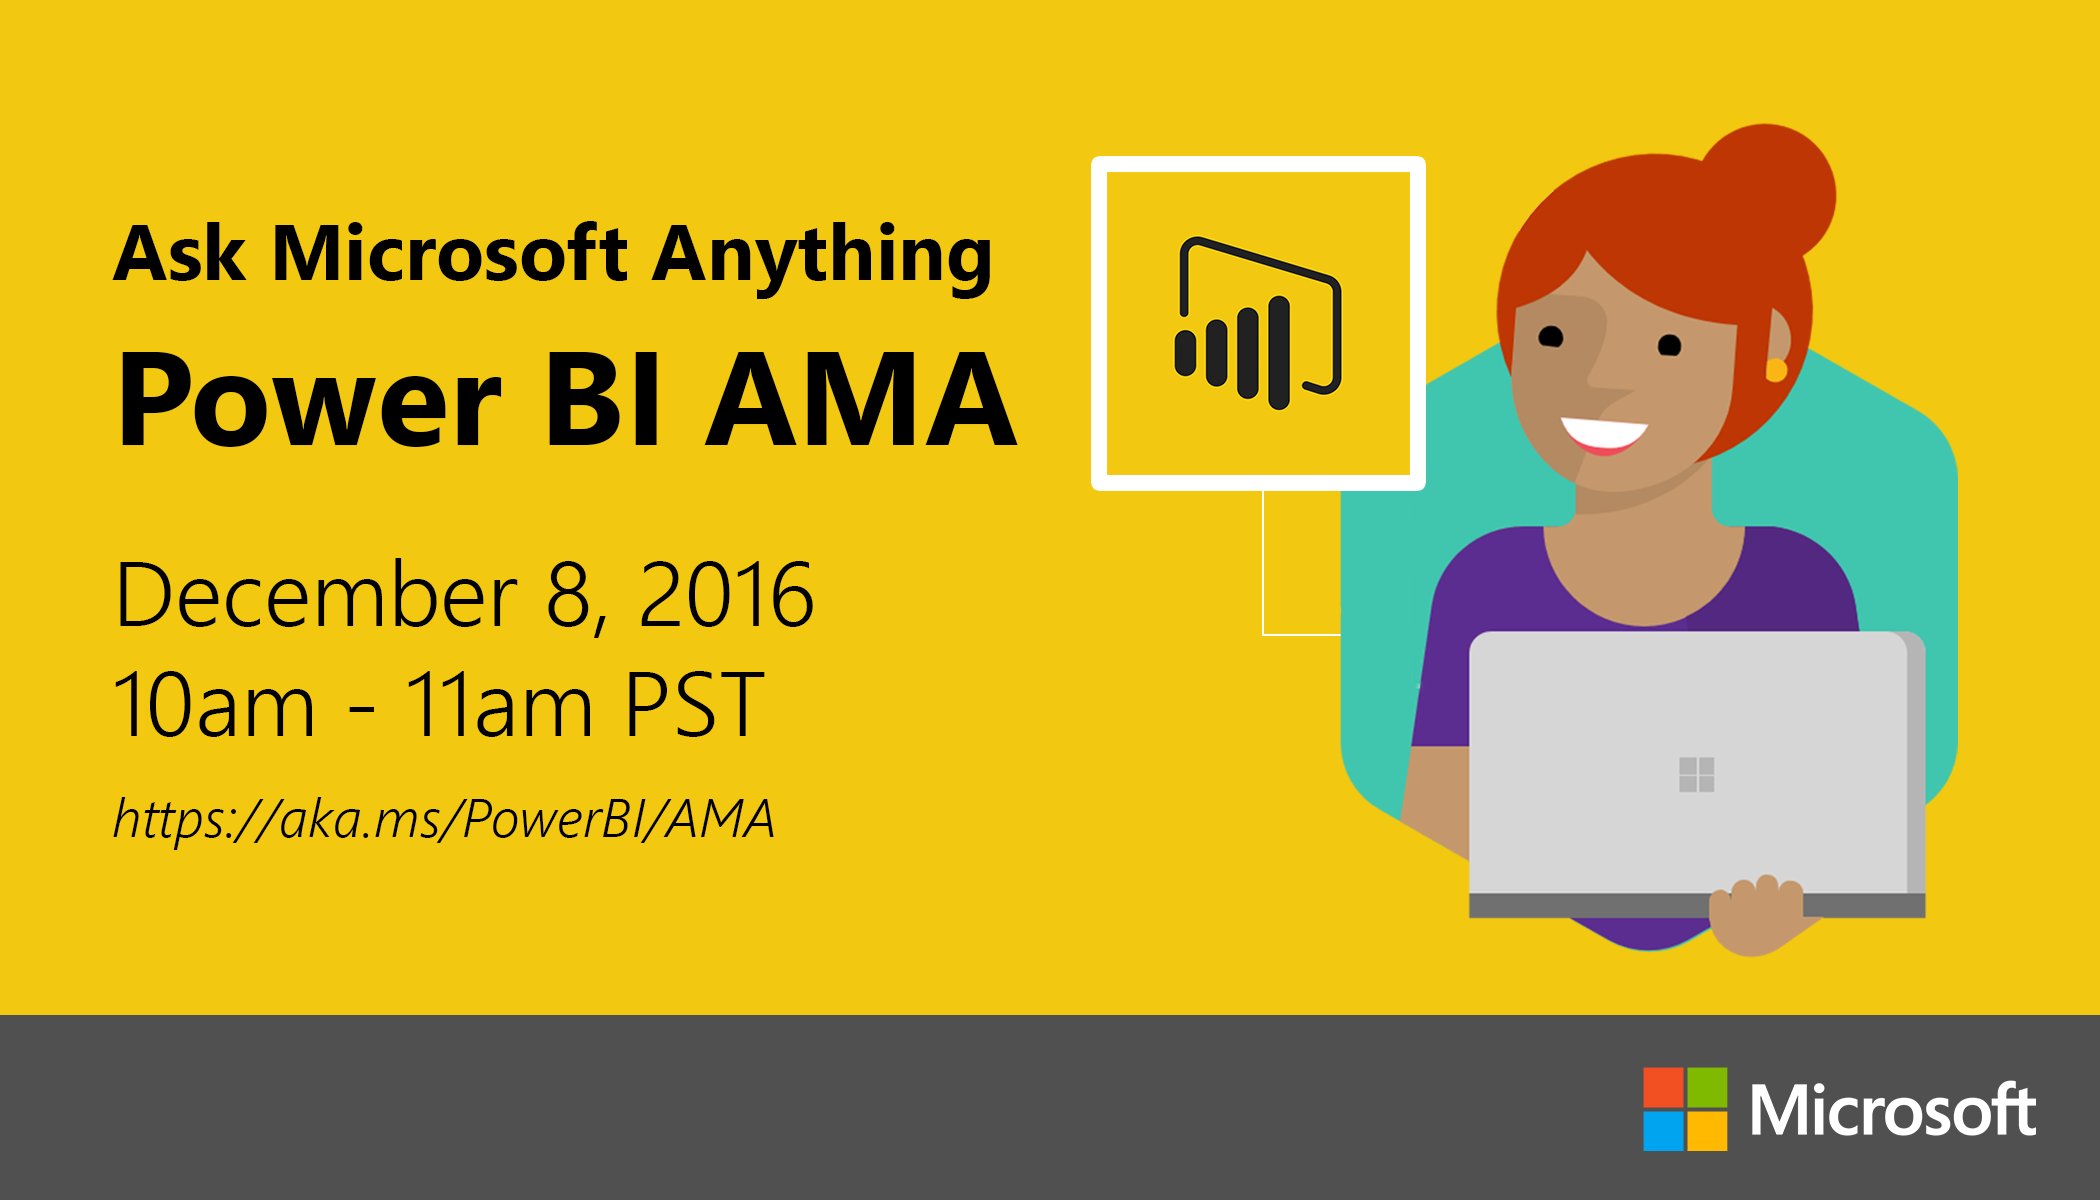 Ask Microsoft Anything
Power BI AMA
December 8, 2016
10am - 11am PST
https://aka.ms/PowerBI/AMA
Microsoft